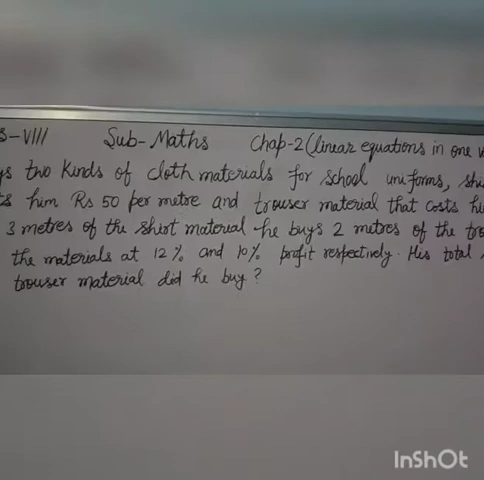 S-VIII Sub- Maths Chap-2 (linear equations in one
ys two kinds of cloth materials for school uniforms,
ts him Rs 50 per metre and trouser material that costs
3 metres of the shirt material he buys 2 metres of the
the materials at 12% and 10% profit respectively. His total
trouser material did he buy?
InShOt